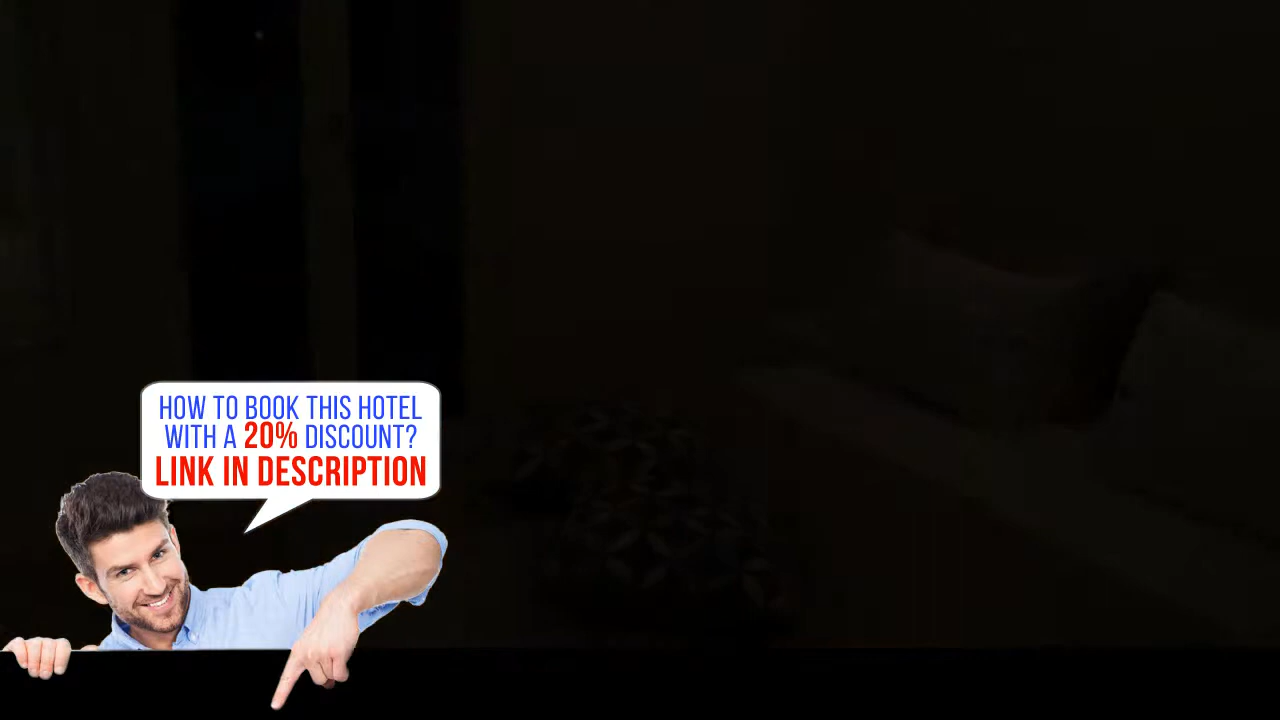 HOW TO BOOK THIS HOTEL
WITH A 20% DISCOUNT?
LINK IN DESCRIPTION